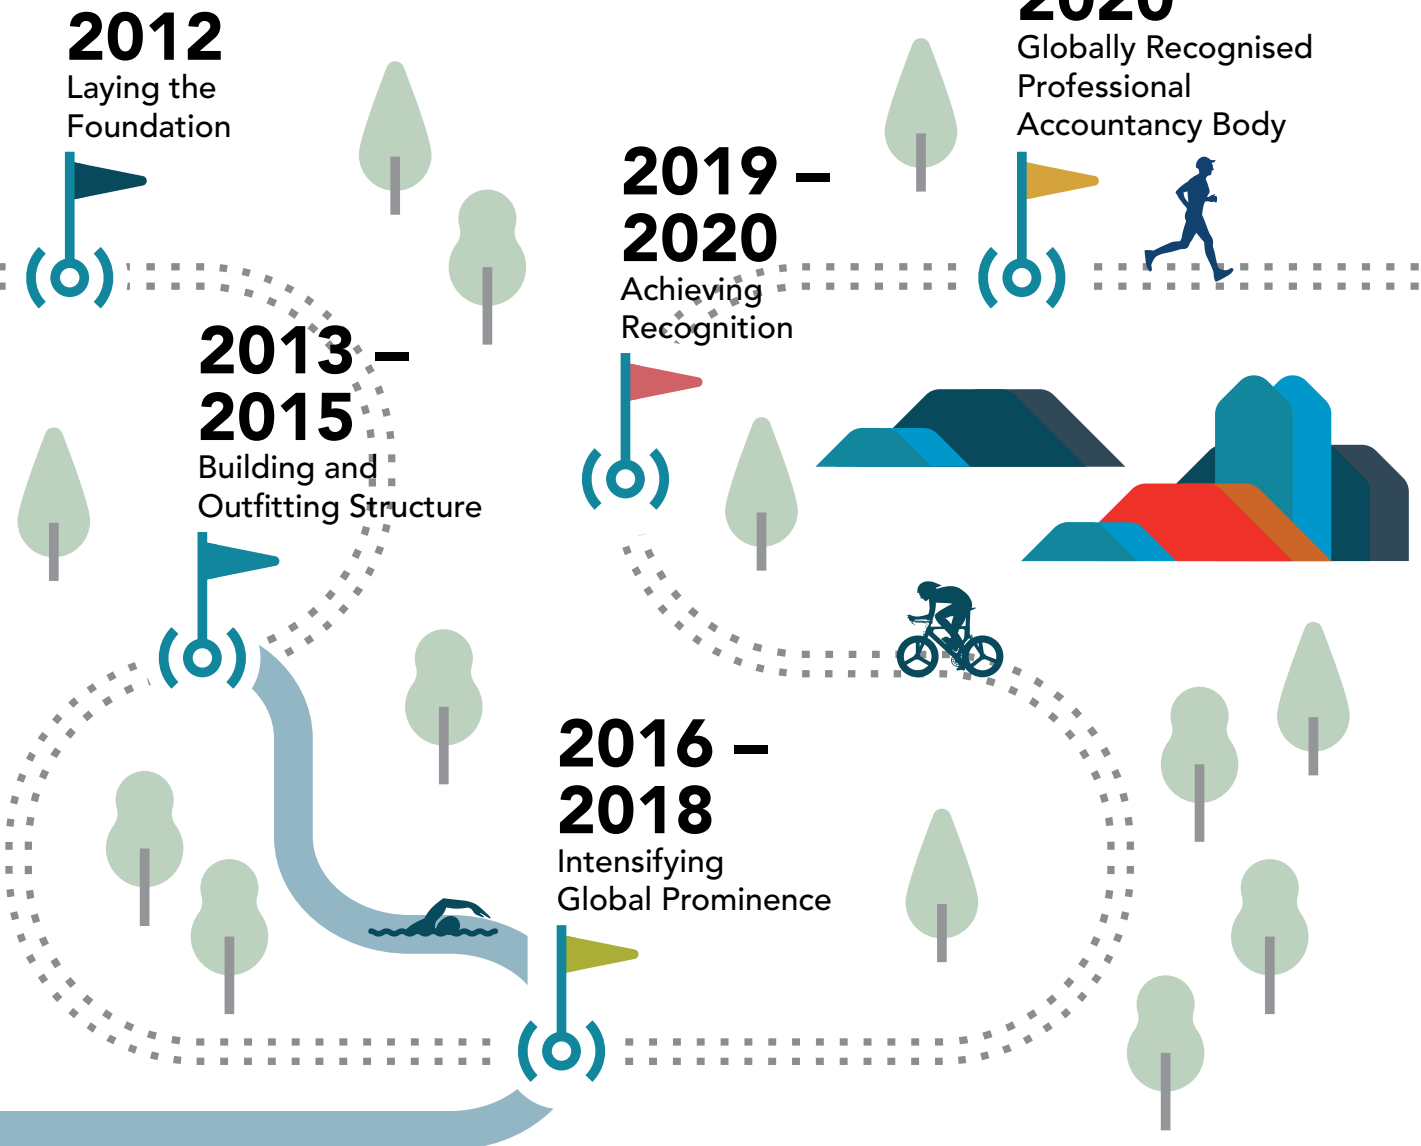 2012
Laying the
Foundation
2013 –
2015
Building and
Outfitting Structure
2016 –
2018
Intensifying
Global Prominence
2019 –
2020
Achieving
Recognition
2020
Globally Recognised
Professional
Accountancy Body